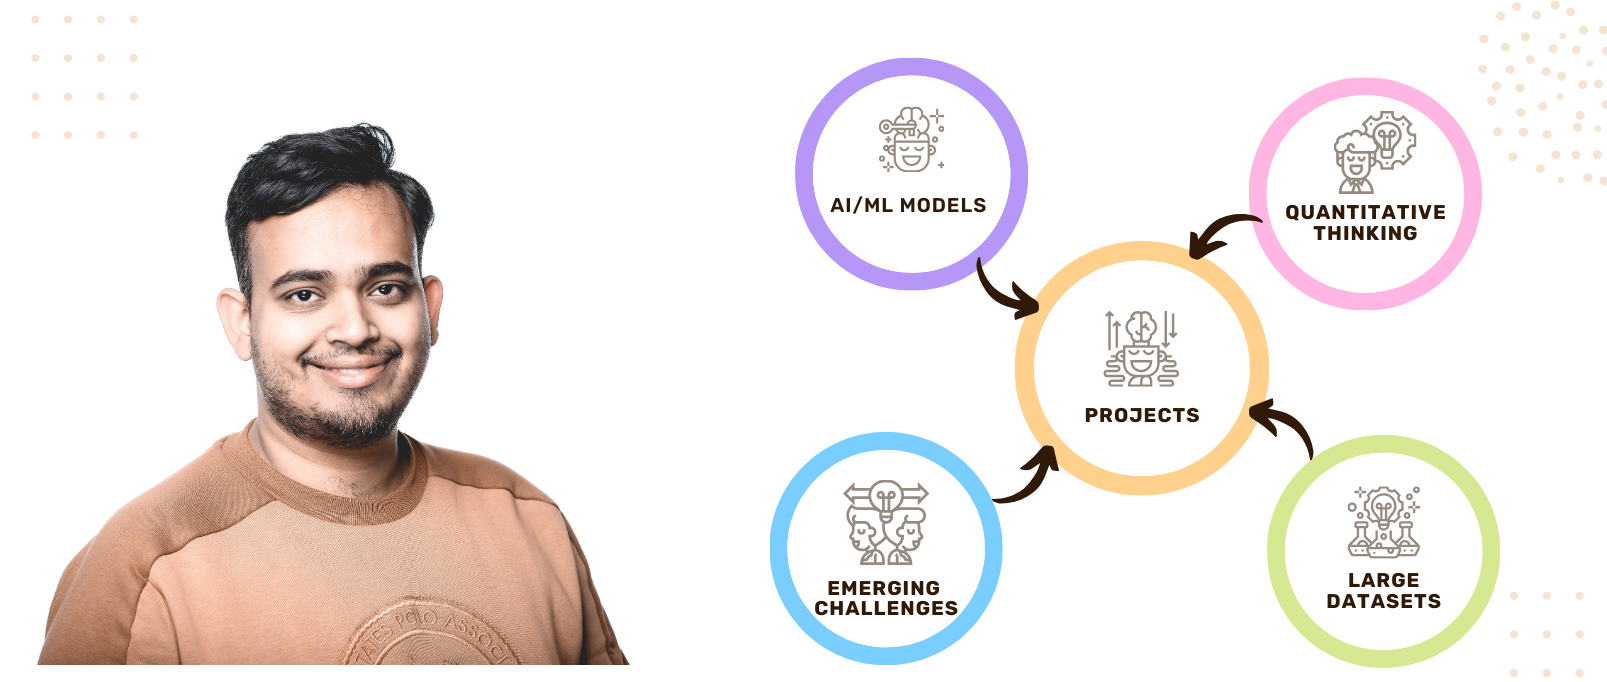 AI/ML MODELS
QUANTITATIVE
THINKING
PROJECTS
EMERGING
CHALLENGES
LARGE
DATASETS